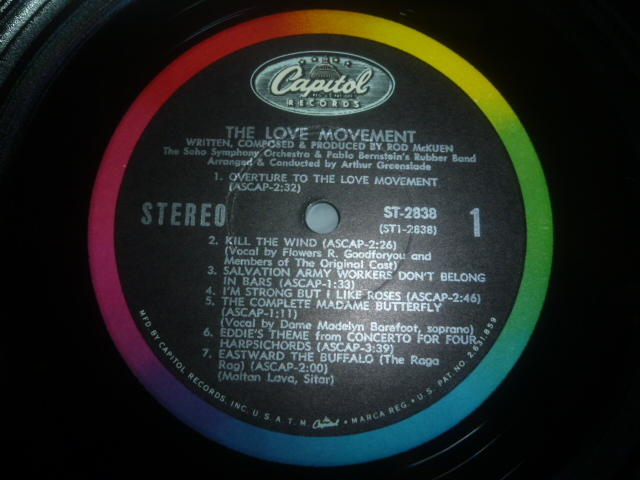 Capitol
RECORDS
THE LOVE MOVEMENT
WRITTEN, COMPOSED & PRODUCED BY ROD McKUEN
The Soho Symphony Orchestra & Pablo Bernstein's Rubber Band
Arranged & Conducted by Arthur Greenslade
1. OVERTURE TO THE LOVE MOVEMENT
(ASCAP-2:32)
STEREO
ST-2838
(ST1-2838)
1
2. KILL THE WIND (ASCAP-2:26)
(Vocal by Flowers R. Goodforyou and
Members of The Original Cast)
3. SALVATION ARMY WORKERS DON'T BELONG
IN BARS (ASCAP-1:33)
4. I'M STRONG BUT I LIKE ROSES (ASCAP-2:46)
5. THE COMPLETE MADAME BUTTERFLY
(ASCAP-1:11)
(Vocal by Dame Madelyn Barefoot, soprano)
6. EDDIE'S THEME from CONCERTO FOR FOUR
HARPSICHORDS (ASCAP-3:39)
7. EASTWARD THE BUFFALO (The Raga
Rag) (ASCAP-2:00)
(Maltan Lava, Sitar)
MFD. BY CAPITOL RECORDS, INC. U.S.A. T.M. Capitol • MARCA REG. • U.S. PAT. NO. 2,631,859